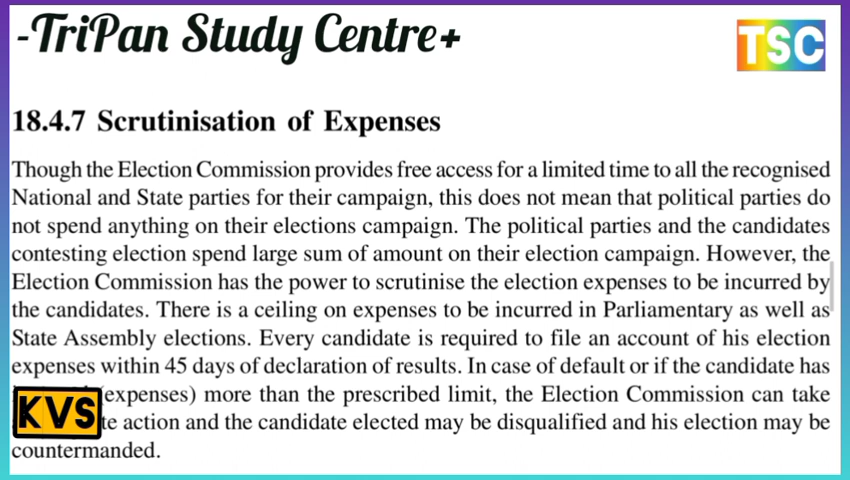 -TriPan Study Centre+
TSC
18.4.7 Scrutinisation of Expenses
Though the Election Commission provides free access for a limited time to all the recognised
National and State parties for their campaign, this does not mean that political parties do
not spend anything on their elections campaign. The political parties and the candidates
contesting election spend large sum of amount on their election campaign. However, the
Election Commission has the power to scrutinise the election expenses to be incurred by
the candidates. There is a ceiling on expenses to be incurred in Parliamentary as well as
State Assembly elections. Every candidate is required to file an account of his election
expenses within 45 days of declaration of results. In case of default or if the candidate has
(expenses) more than the prescribed limit, the Election Commission can take
KVS
action and the candidate elected may be disqualified and his election may be
countermanded.